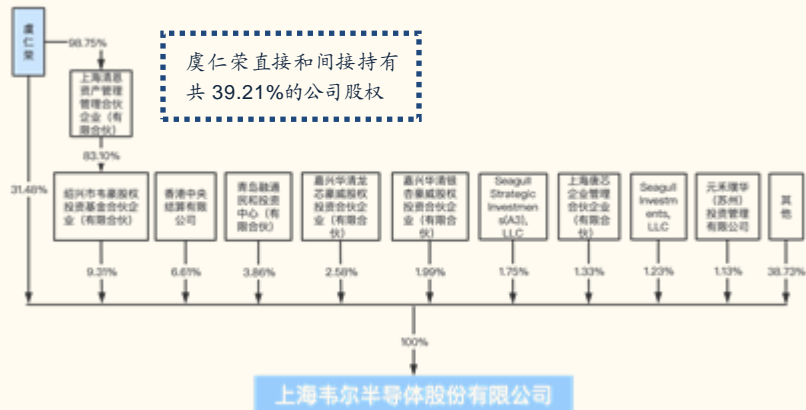 虞仁荣
98.75%
虞仁荣直接和间接持有
共 39.21%的公司股权
上海清恩
资产管理
管理合伙
企业（有
限合伙）
83.10%
31.48%
绍兴市韦豪股权
投资基金合伙企
业（有限合伙）
香港中央
结算有限
公司
青岛融通
民和投资
中心（有
限合伙）
嘉兴华清龙
芯豪威股权
投资合伙企
业（有限合
伙）
嘉兴华清银
杏豪威股权
投资合伙企
业（有限合
伙）
Seagull
Strategic
Investmen
ts(A3),
LLC
上海唐芯
企业管理
合伙企业
（有限合
伙）
Seagull
Investm
ents,
LLC
元禾璞华
（苏州）
投资管理
有限公司
其他
9.31%
6.61%
3.86%
2.58%
1.99%
1.75%
1.33%
1.23%
1.13%
38.73%
100%
上海韦尔半导体股份有限公司